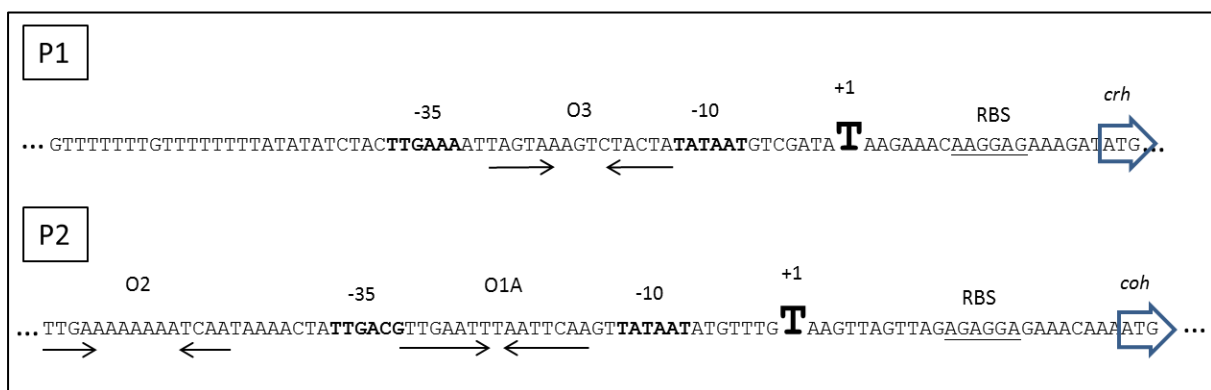 P1
-35 O3 -10 +1 RBS crh
... GTTTTTTTGTTTTTTTTATATATCTACTTGAAAATTAGTAAAGTCTACTATATAATGTCGATATAAGAAACAAGGAGAAAGATATG...
P2
O2 -35 O1A -10 +1 RBS coh
... TTGAAAAAAAATCAATAAAACTATTGACGTTGAATTTAATTCAAGTTATAATATGTTTGTAAGTTAGTTAGAGAGGAGAAACAAAATG ...